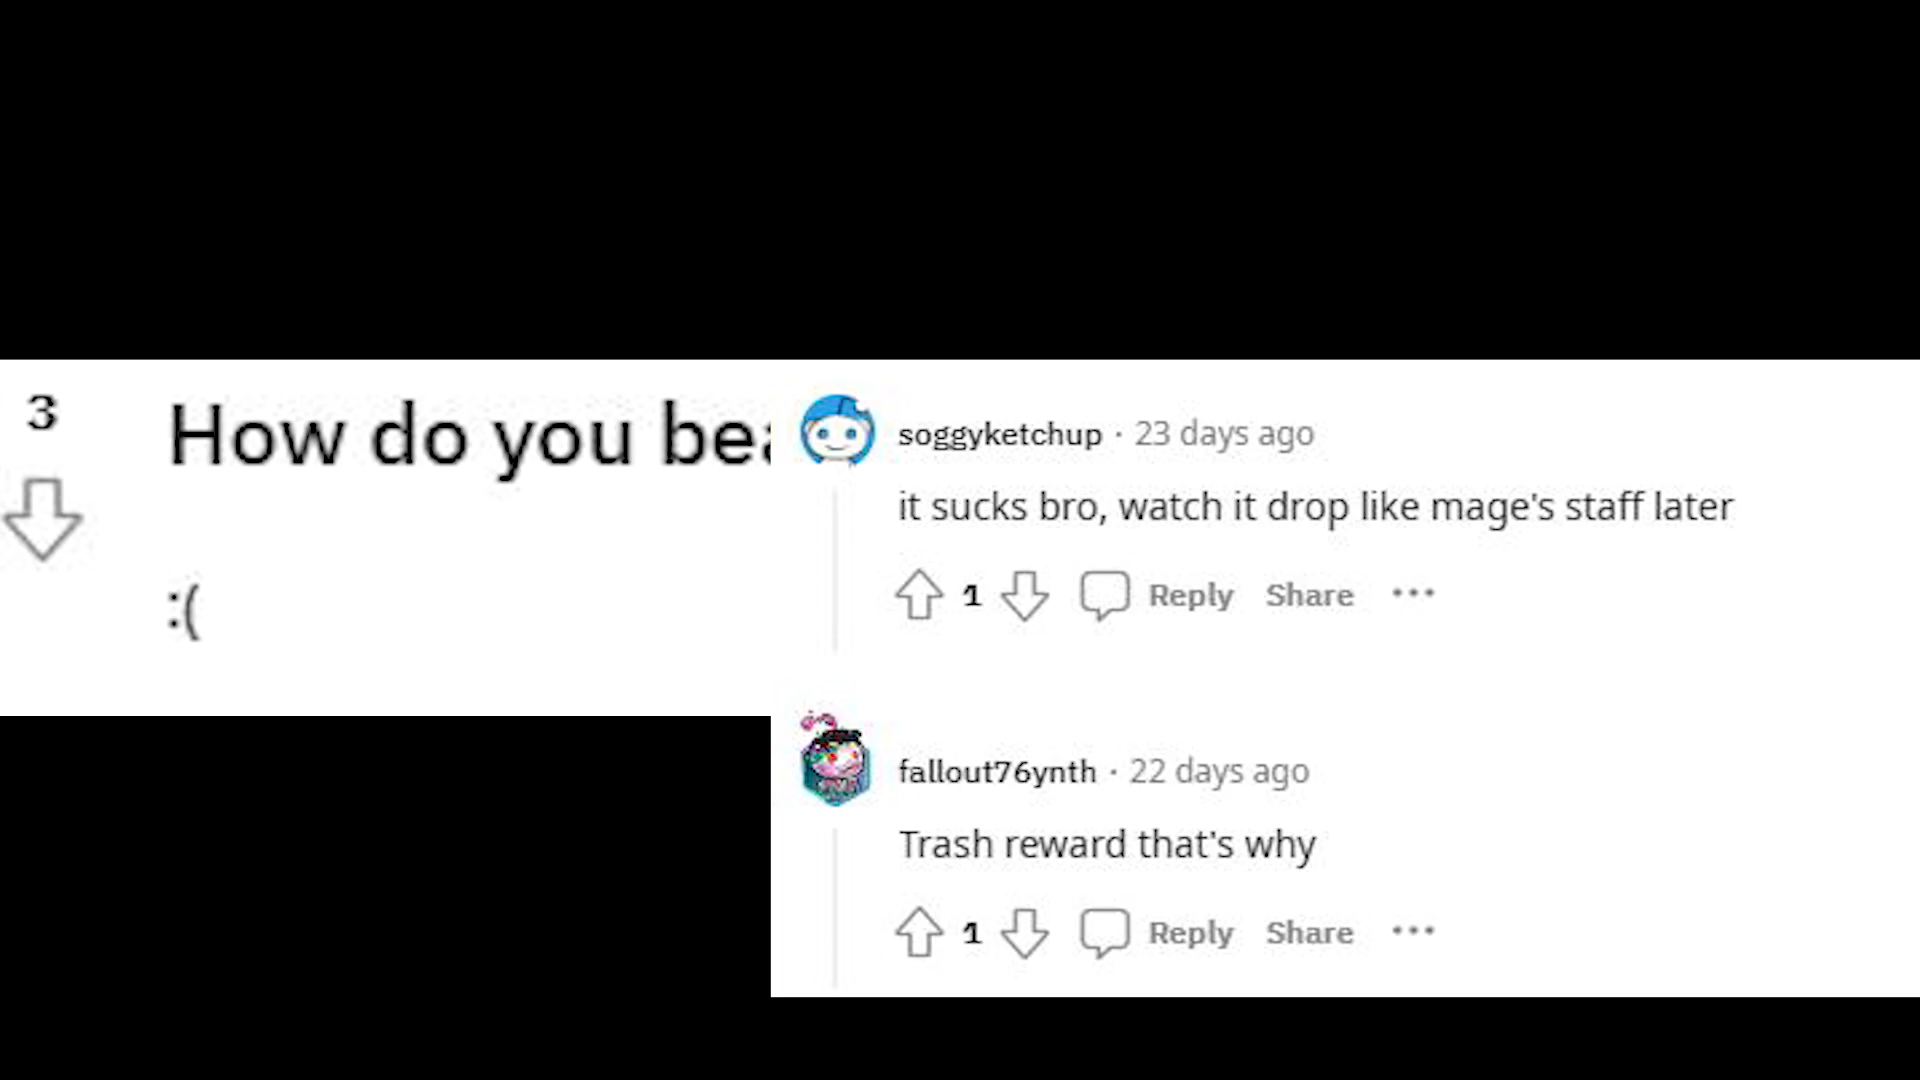 3
How do you
:(
soggyketchup · 23 days ago
it sucks bro, watch it drop like mage's staff later
1 Reply Share ···
fallout76ynth · 22 days ago
Trash reward that's why
1 Reply Share ···